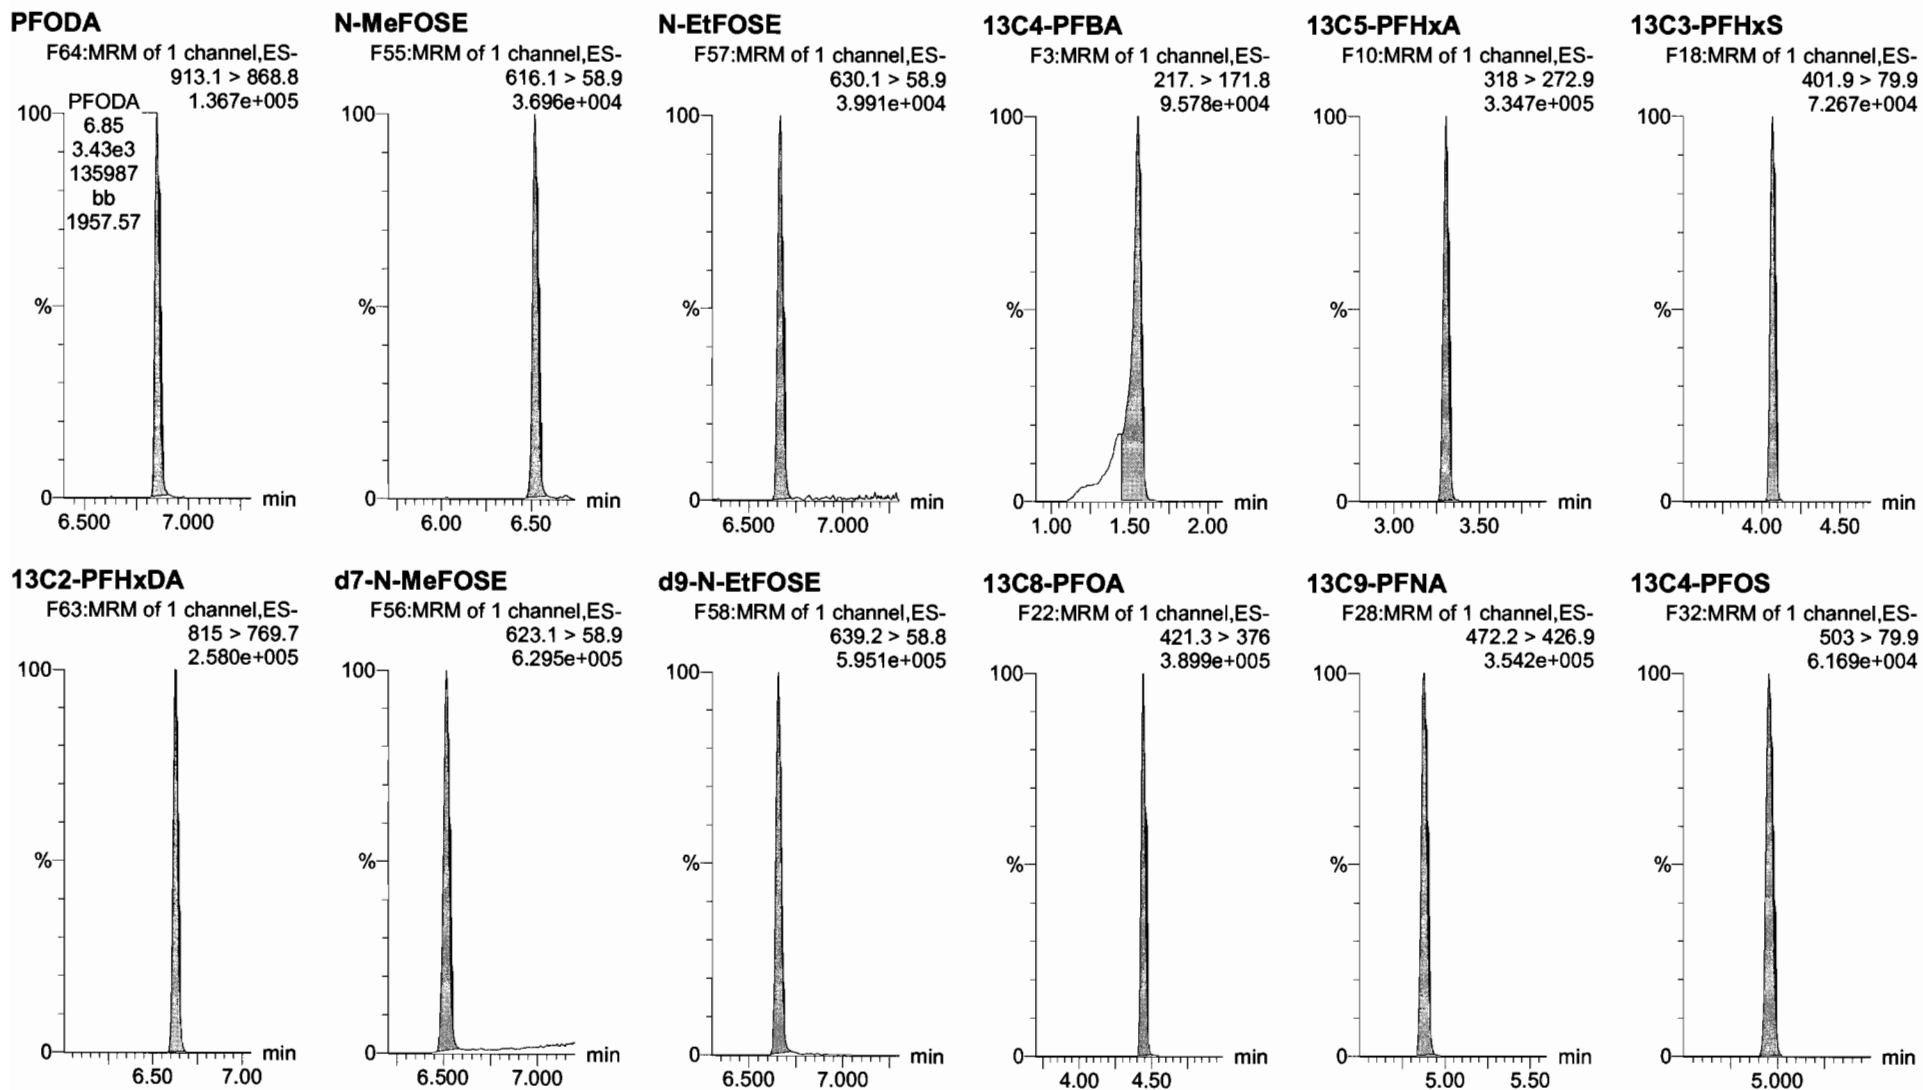 PFODA
F64:MRM of 1 channel,ES-
913.1 > 868.8
1.367e+005
PFODA
6.85
3.43e3
135987
bb
1957.57
100
%
0
min
6.500 7.000
N-MeFOSE
F55:MRM of 1 channel,ES-
616.1 > 58.9
3.696e+004
100
%
0
min
6.00 6.50
N-EtFOSE
F57:MRM of 1 channel,ES-
630.1 > 58.9
3.991e+004
100
%
0
min
6.500 7.000
13C4-PFBA
F3:MRM of 1 channel,ES-
217. > 171.8
9.578e+004
100
%
0
min
1.00 1.50 2.00
13C5-PFHxA
F10:MRM of 1 channel,ES-
318 > 272.9
3.347e+005
100
%
0
min
3.00 3.50
13C3-PFHxS
F18:MRM of 1 channel,ES-
401.9 > 79.9
7.267e+004
100
%
0
min
4.00 4.50
13C2-PFHxDA
F63:MRM of 1 channel,ES-
815 > 769.7
2.580e+005
100
%
0
min
6.50 7.00
d7-N-MeFOSE
F56:MRM of 1 channel,ES-
623.1 > 58.9
6.295e+005
100
%
0
min
6.500 7.000
d9-N-EtFOSE
F58:MRM of 1 channel,ES-
639.2 > 58.8
5.951e+005
100
%
0
min
6.500 7.000
13C8-PFOA
F22:MRM of 1 channel,ES-
421.3 > 376
3.899e+005
100
%
0
min
4.00 4.50
13C9-PFNA
F28:MRM of 1 channel,ES-
472.2 > 426.9
3.542e+005
100
%
0
min
5.00 5.50
13C4-PFOS
F32:MRM of 1 channel,ES-
503 > 79.9
6.169e+004
100
%
0
min
5.000